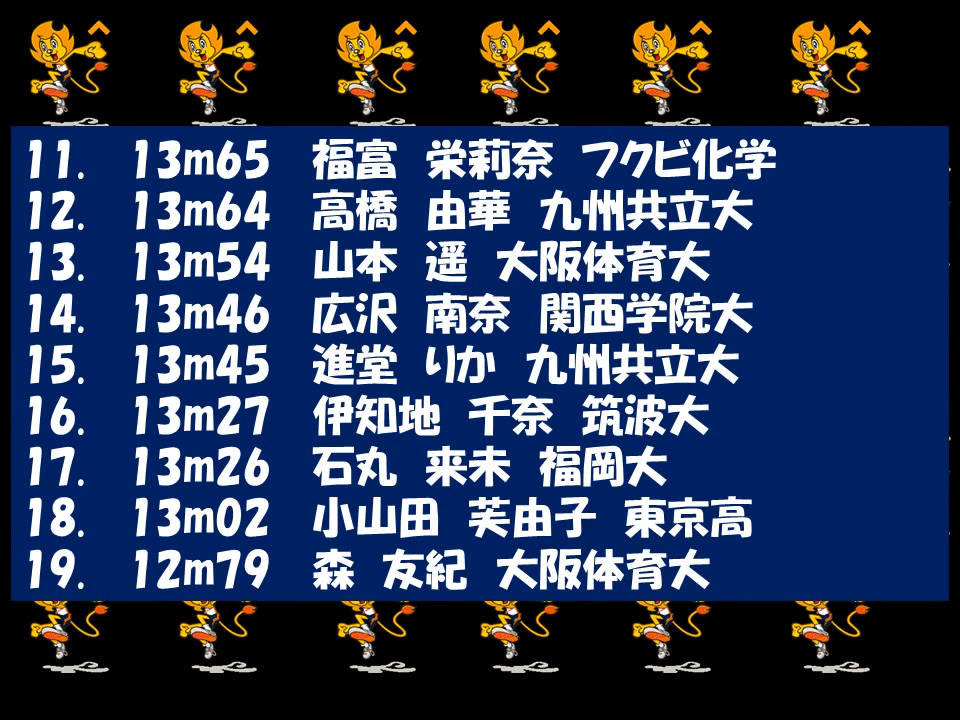 11. 13m65 福富 栄莉奈 フクビ化学
12. 13m64 高橋 由華 九州共立大
13. 13m54 山本 遥 大阪体育大
14. 13m46 広沢 南奈 関西学院大
15. 13m45 進堂 りか 九州共立大
16. 13m27 伊知地 千奈 筑波大
17. 13m26 石丸 来未 福岡大
18. 13m02 小山田 芙由子 東京高
19. 12m79 森 友紀 大阪体育大